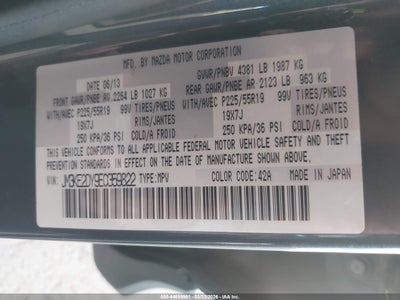 MFD. BY MAZDA MOTOR CORPORATION
DATE 06/13 GVWR/PNBV 4381 LB 1987 KG
FRONT GAWR/PNBE AV 2264 LB 1027 KG REAR GAWR/PNBE AR 2123 LB 963 KG
WITH/AVEC P225/55R19 99V TIRES/PNEUS WITH/AVEC P225/55R19 99V TIRES/PNEUS
19X7J RIMS/JANTES 19X7J RIMS/JANTES
250 KPA/36 PSI COLD/A FROID 250 KPA/36 PSI COLD/A FROID
THIS VEHICLE CONFORMS TO ALL APPLICABLE FEDERAL MOTOR VEHICLE SAFETY, BUMPER, AND
THEFT PREVENTION STANDARDS IN EFFECT ON THE DATE OF MANUFACTURE SHOWN ABOVE.
VIN: JM3KE2DY9E0359822 TYPE:MPV COLOR CODE:42A MADE IN JAPAN